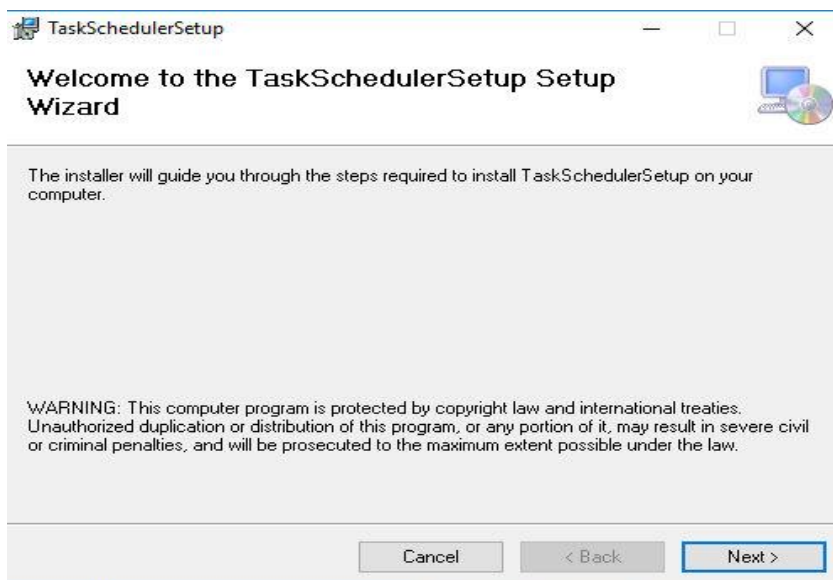 TaskSchedulerSetup
Welcome to the TaskSchedulerSetup Setup
Wizard
The installer will guide you through the steps required to install TaskSchedulerSetup on your
computer.
WARNING: This computer program is protected by copyright law and international treaties.
Unauthorized duplication or distribution of this program, or any portion of it, may result in severe civil
or criminal penalties, and will be prosecuted to the maximum extent possible under the law.
Cancel < Back Next >